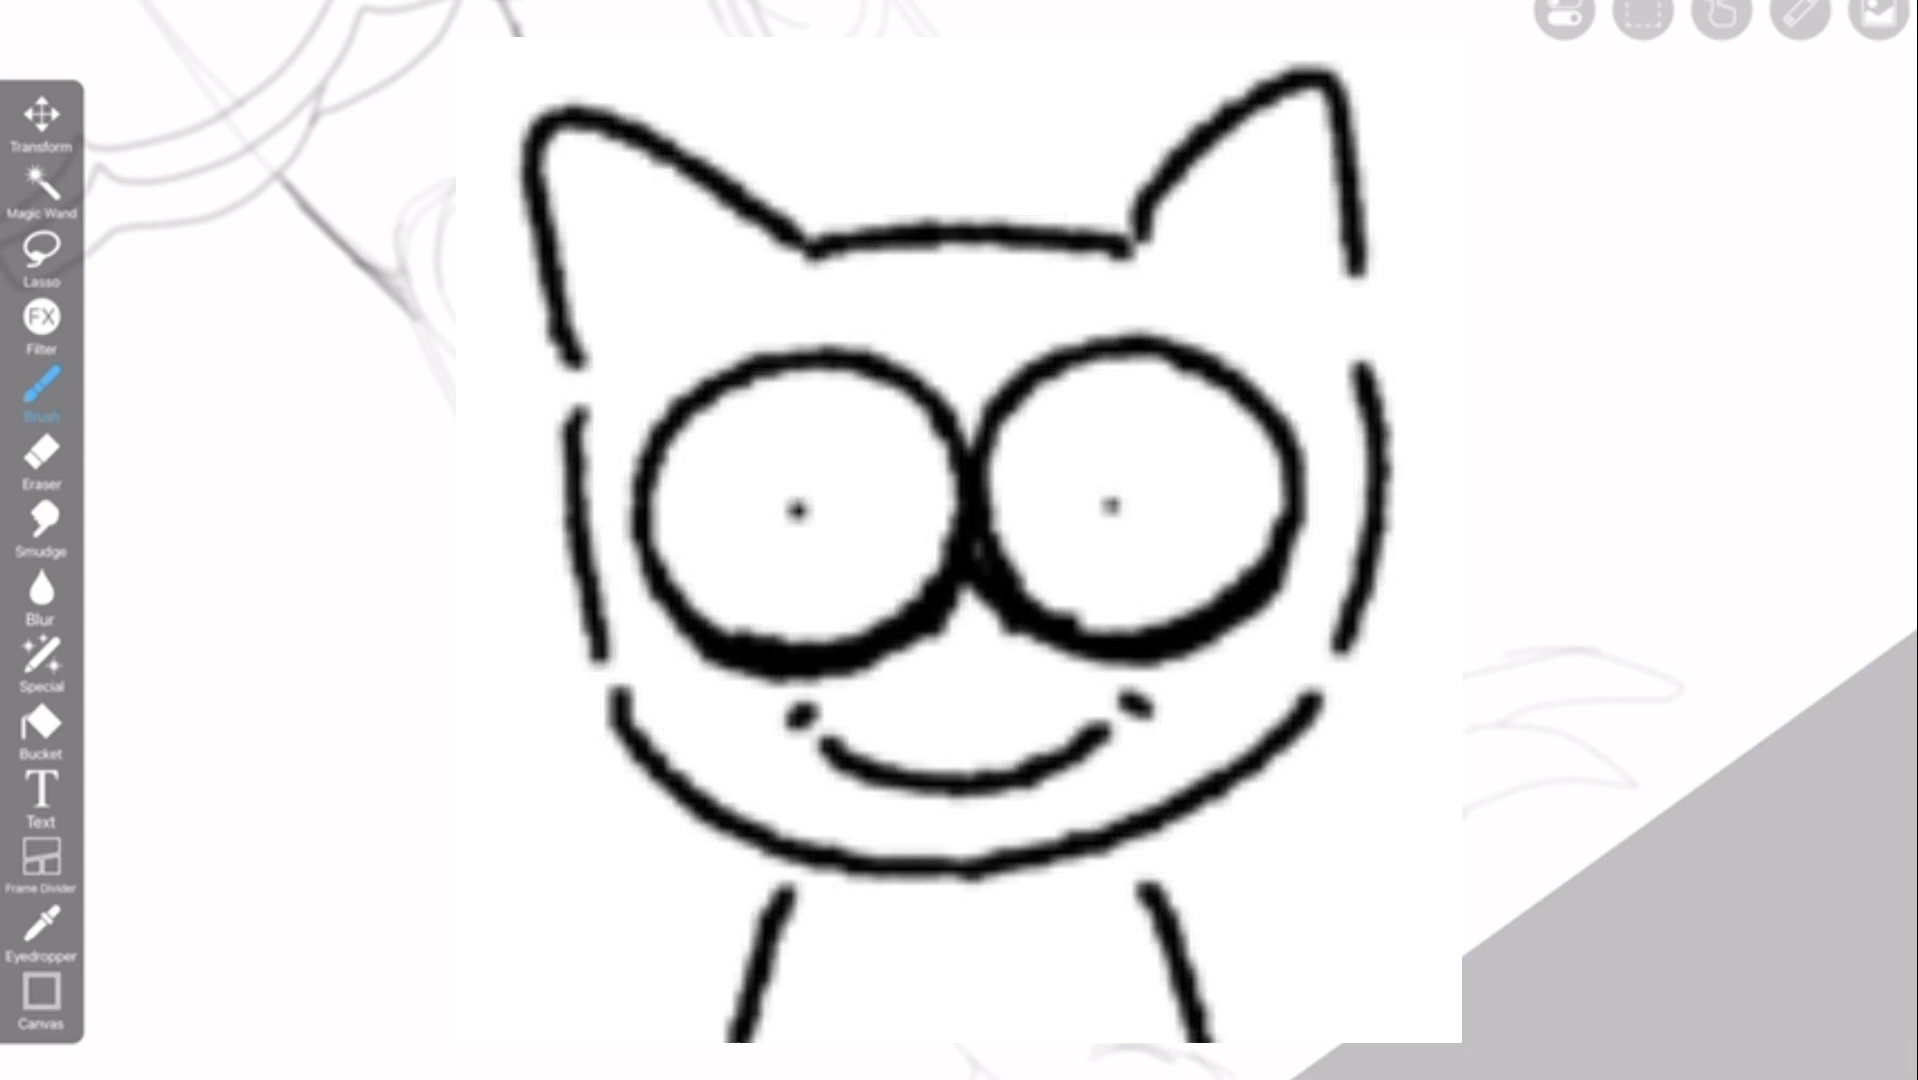 Transform
Magic Wand
Lasso
FX
Filter
Brush
Eraser
Smudge
Blur
Special
Bucket
T
Text
Frame Divider
Eyedropper
Canvas